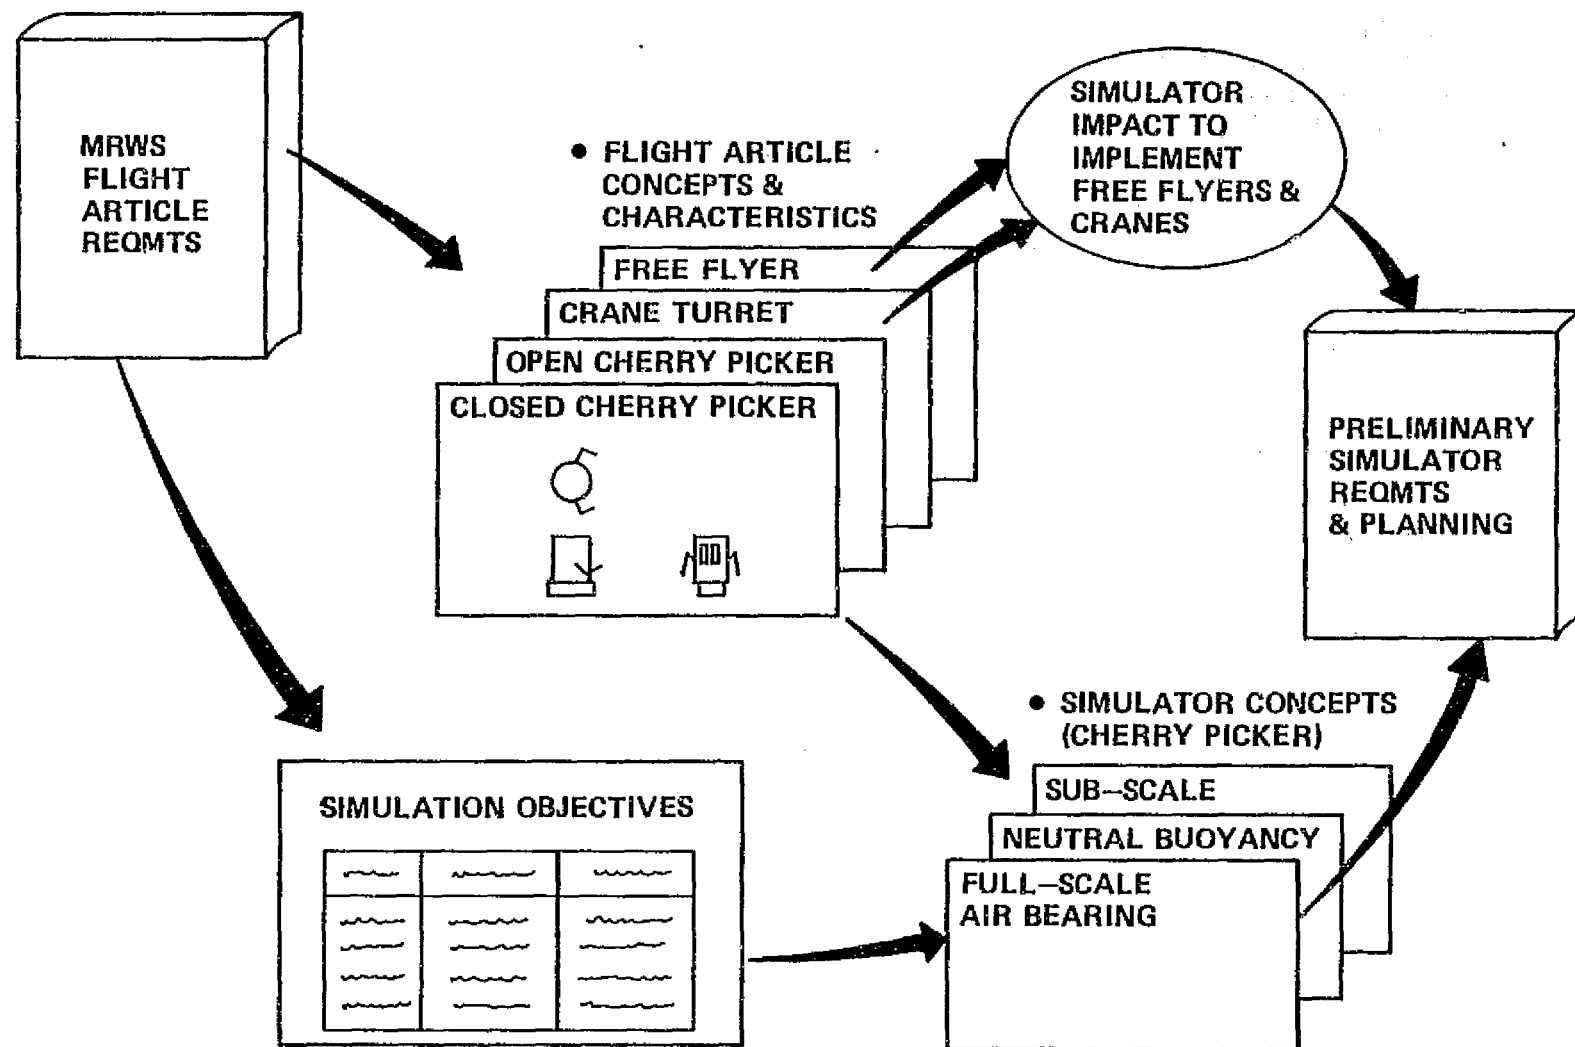 MRWS
FLIGHT
ARTICLE
REQMTS
• FLIGHT ARTICLE
CONCEPTS &
CHARACTERISTICS
FREE FLYER
CRANE TURRET
OPEN CHERRY PICKER
CLOSED CHERRY PICKER
SIMULATOR
IMPACT TO
IMPLEMENT
FREE FLYERS &
CRANES
PRELIMINARY
SIMULATOR
REQMTS
& PLANNING
SIMULATION OBJECTIVES
• SIMULATOR CONCEPTS
(CHERRY PICKER)
SUB-SCALE
NEUTRAL BUOYANCY
FULL-SCALE
AIR BEARING